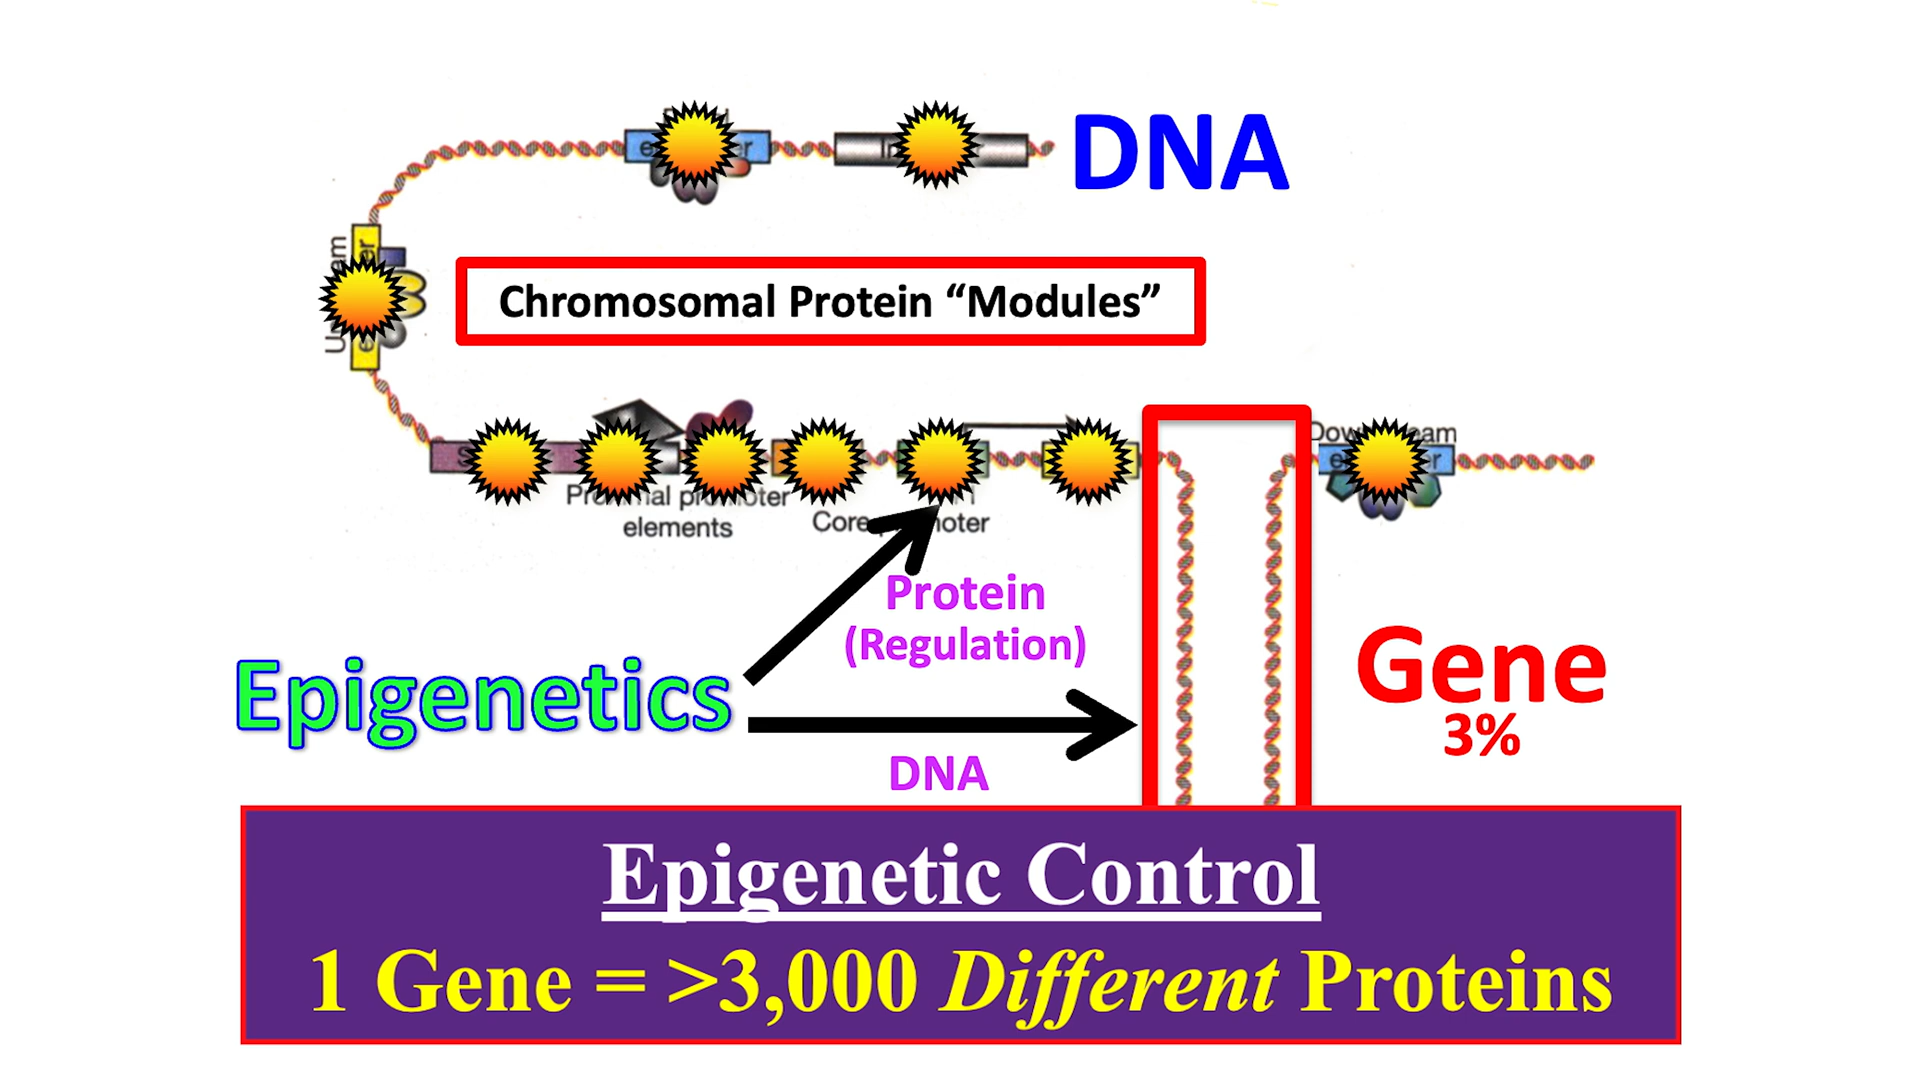 DNA
Chromosomal Protein “Modules”
elements
Protein
(Regulation)
Epigenetics
DNA
Gene
3%
Epigenetic Control
1 Gene = >3,000 Different Proteins